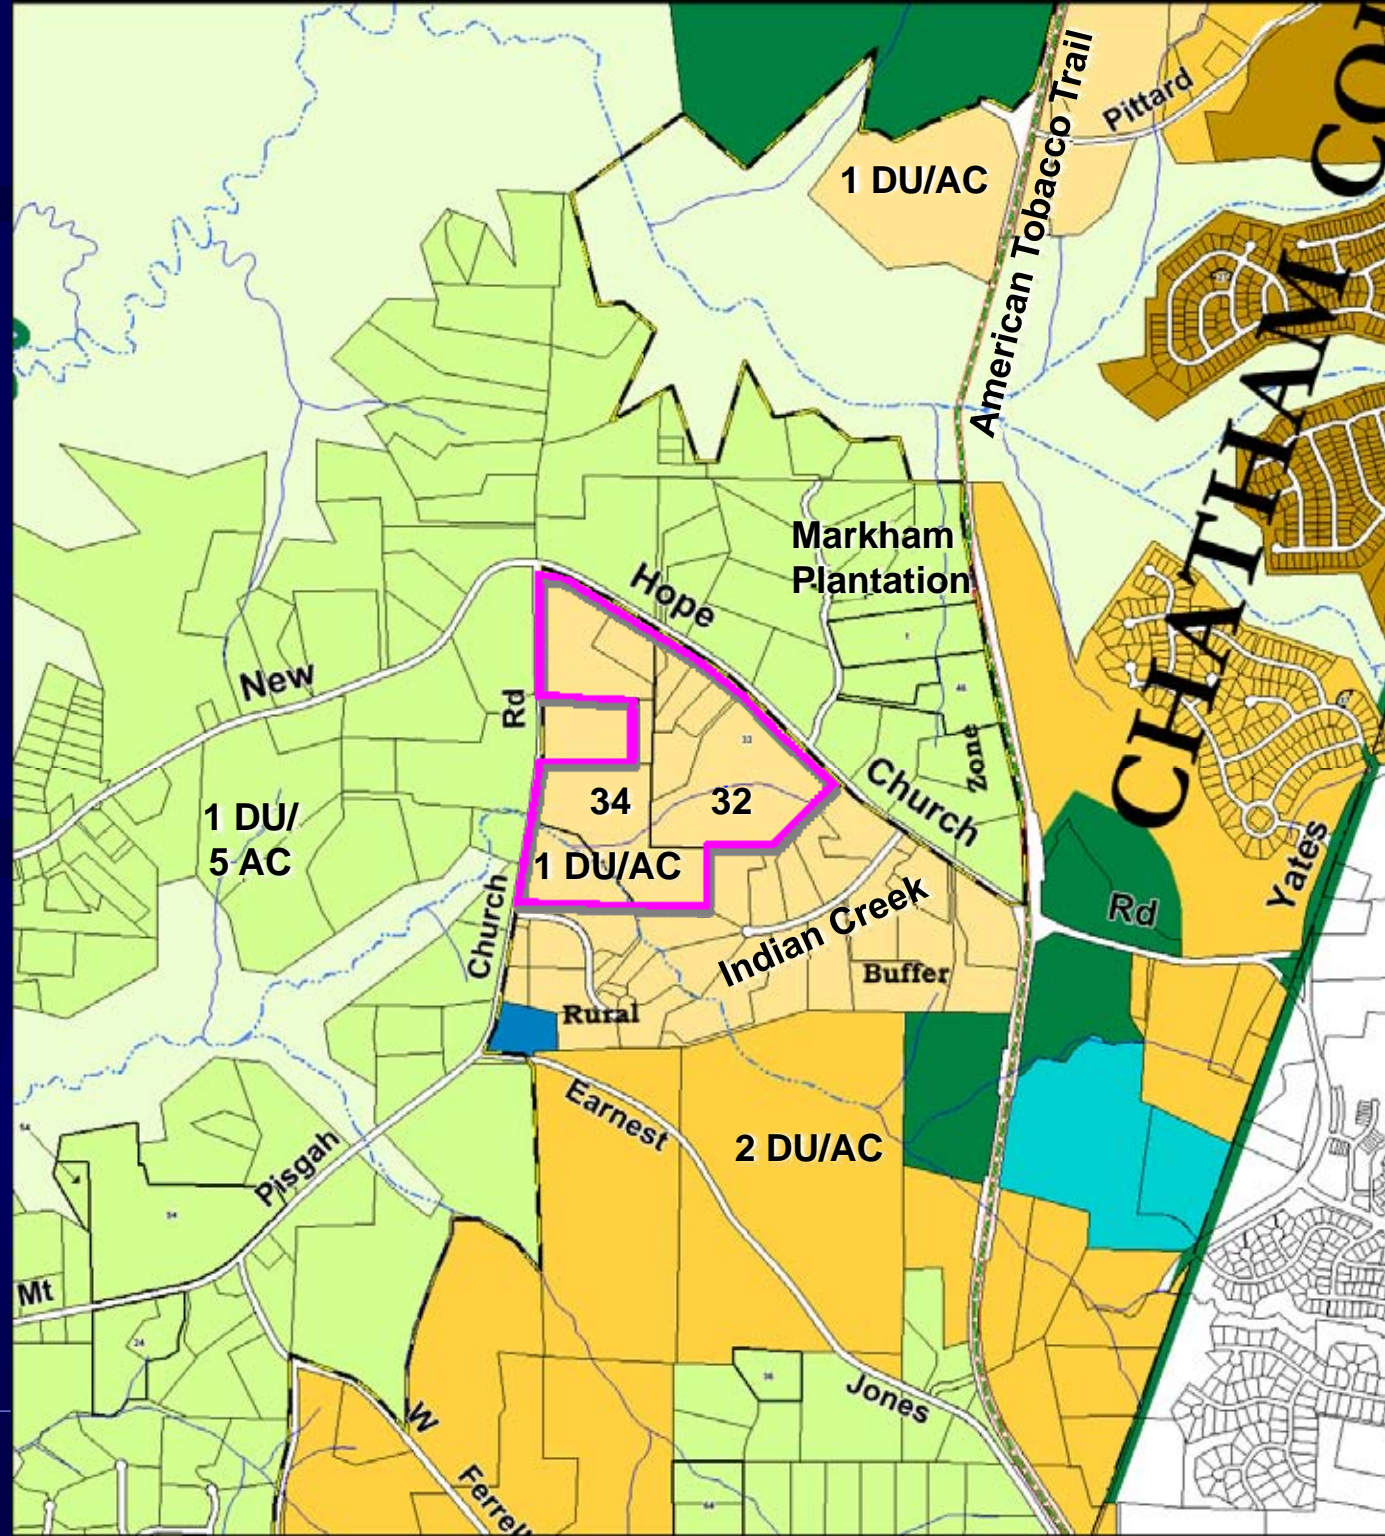 American Tobacco Trail
Pittard
CHATHAM COU
1 DU/AC
Markham
Plantation
Hope
New
Rd
Zone
Church
34
32
1 DU/
5 AC
1 DU/AC
Yates
Rd
Church
Indian Creek
Buffer
Rural
Earnest
2 DU/AC
Pisgah
Mt
Jones
W
Ferrell